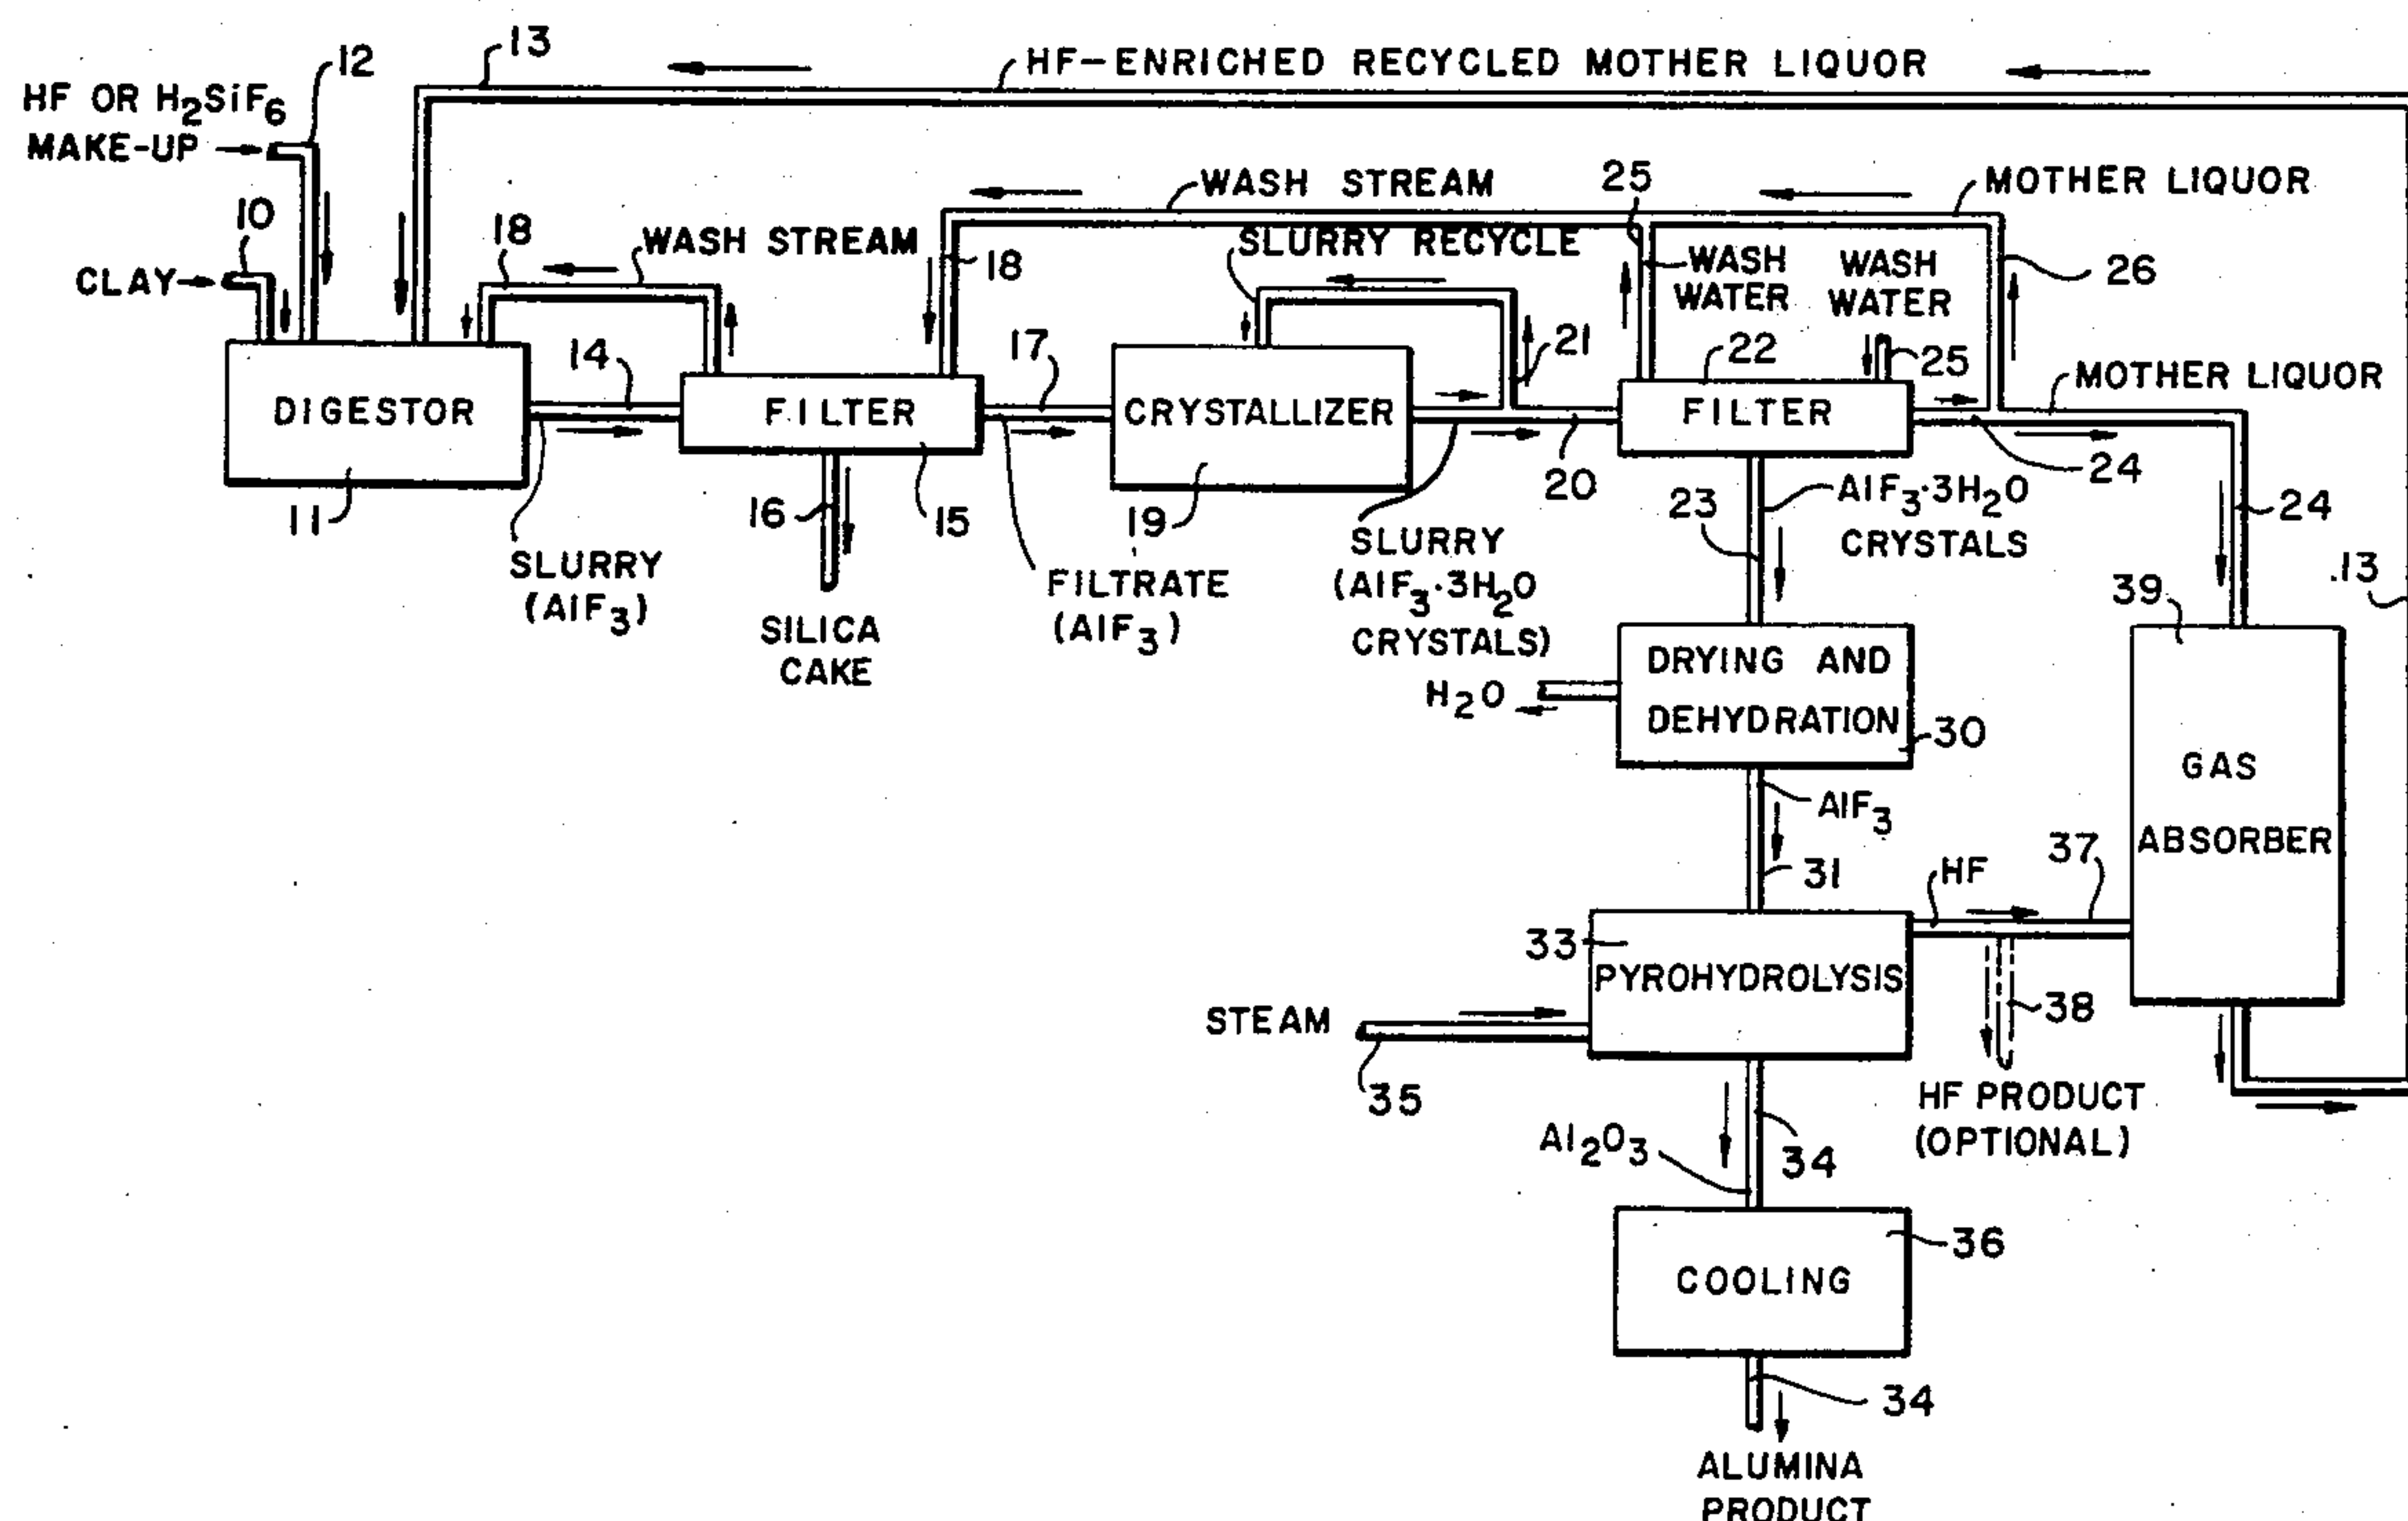 13
HF-ENRICHED RECYCLED MOTHER LIQUOR
12
HF OR H₂SiF₆
MAKE-UP
10
CLAY
18
WASH STREAM
WASH STREAM
25
MOTHER LIQUOR
SLURRY RECYCLE
18
WASH
WATER
WASH
WATER
26
14
17
21
22
25
MOTHER LIQUOR
DIGESTOR
FILTER
CRYSTALLIZER
FILTER
11
16
15
19
20
24
24
SLURRY
(AlF₃)
SILICA
CAKE
FILTRATE
(AlF₃)
SLURRY
(AlF₃·3H₂O
CRYSTALS)
23
AlF₃·3H₂O
CRYSTALS
39
13
DRYING AND
DEHYDRATION
30
H₂O
GAS
ABSORBER
AlF₃
31
HF
37
33
PYROHYDROLYSIS
STEAM
35
38
HF PRODUCT
(OPTIONAL)
Al₂O₃
34
36
COOLING
34
ALUMINA
PRODUCT